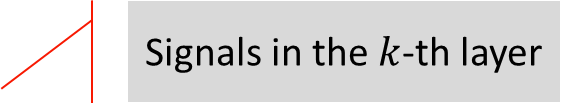 Signals in the 𝑘-th layer